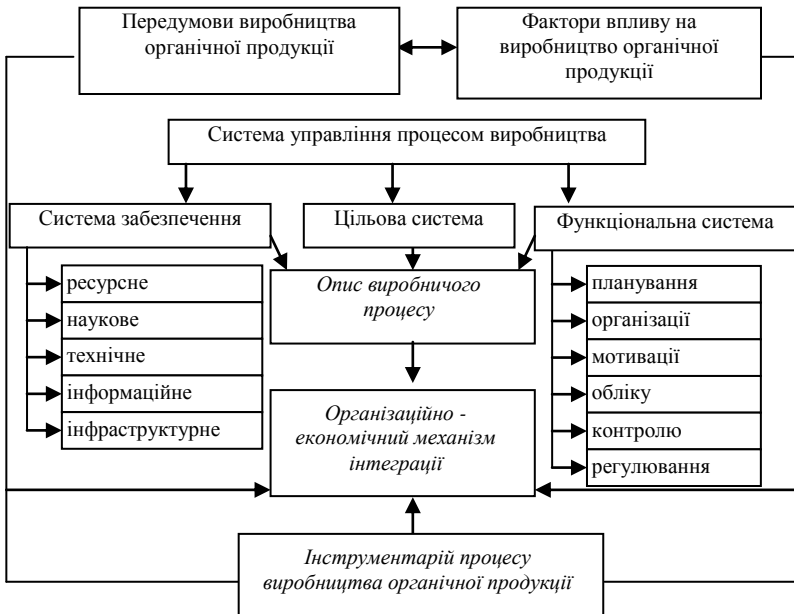 Передумови виробництва
органічної продукції
Фактори впливу на
виробництво органічної
продукції
Система управління процесом виробництва
Система забезпечення
Цільова система
Функціональна система
ресурсне
наукове
технічне
інформаційне
інфраструктурне
Опис виробничого
процесу
Організаційно -
економічний механізм
інтеграції
планування
організації
мотивації
обліку
контролю
регулювання
Інструментарій процесу
виробництва органічної продукції